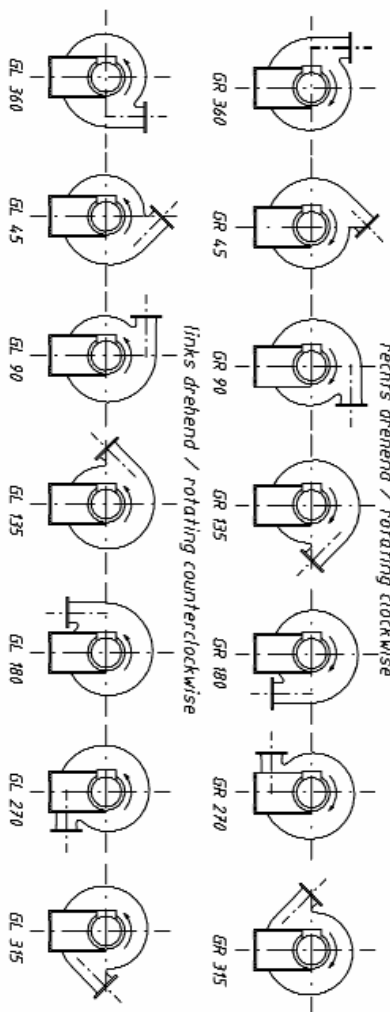 rechts drehend / rotating clockwise
GR 360
GR 45
GR 90
GR 135
GR 180
GR 270
GR 315
links drehend / rotating counterclockwise
GL 360
GL 45
GL 90
GL 135
GL 180
GL 270
GL 315